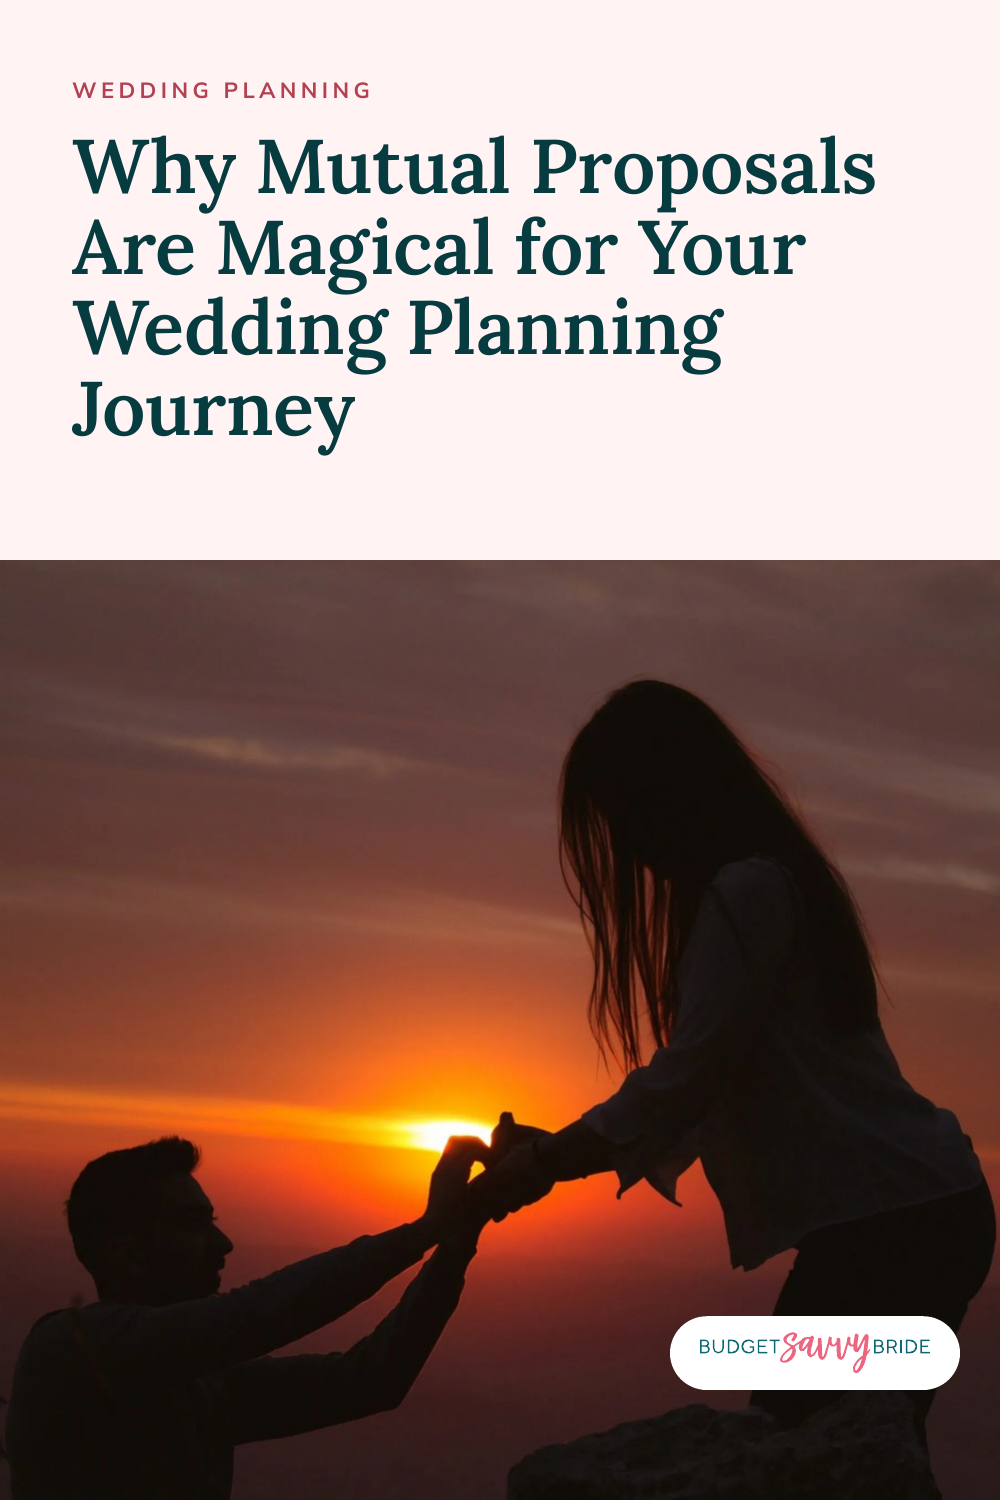 WEDDING PLANNING
Why Mutual Proposals
Are Magical for Your
Wedding Planning
Journey
BUDGET savvy BRIDE